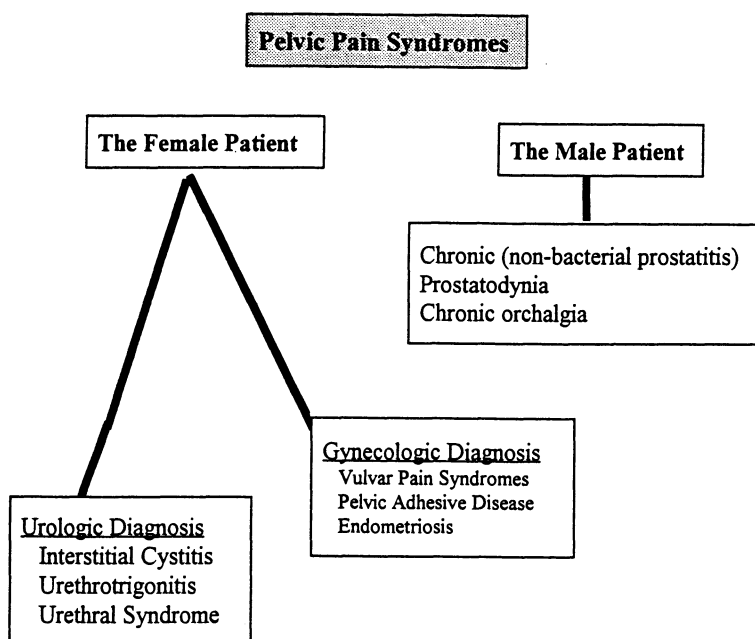 Pelvic Pain Syndromes
The Female Patient
The Male Patient
Chronic (non-bacterial prostatitis)
Prostatodynia
Chronic orchalgia
Gynecologic Diagnosis
Vulvar Pain Syndromes
Pelvic Adhesive Disease
Endometriosis
Urologic Diagnosis
Interstitial Cystitis
Urethrotrigonitis
Urethral Syndrome